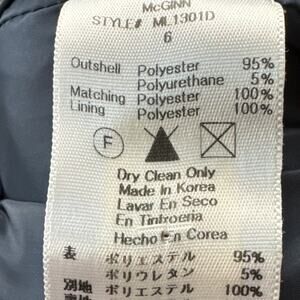 McGINN
STYLE# ML1301D
6
Outshell Polyester 95%
Polyurethane 5%
Matching Polyester 100%
Lining Polyester 100%
F
Dry Clean Only
Made in Korea
Lavar En Seco
En Tintroeria
Hecho En Corea
表 ポリエステル 95%
ポリウレタン 5%
別地 ポリエステル 100%